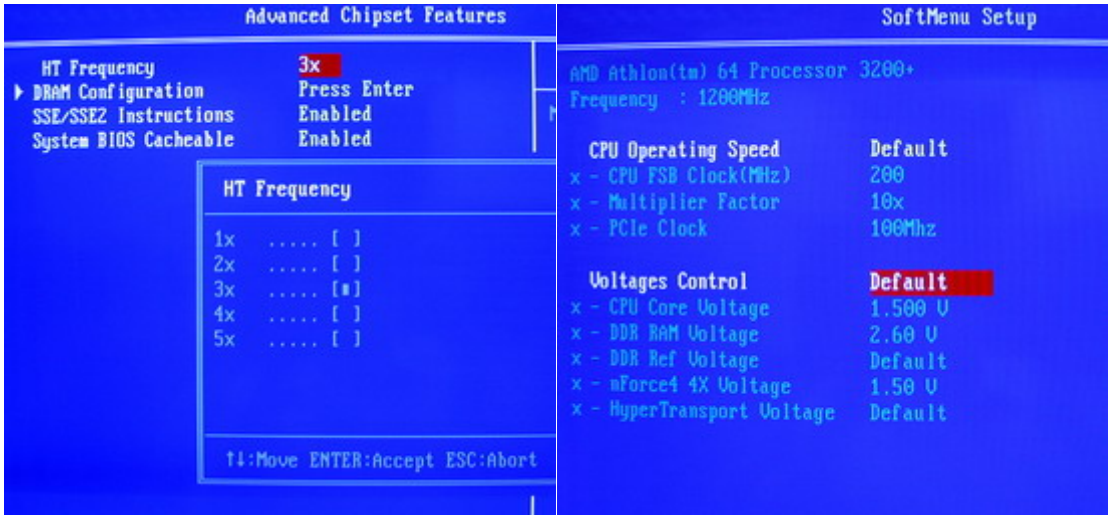 Advanced Chipset Features
HT Frequency 3x
DRAM Configuration Press Enter
SSE/SSE2 Instructions Enabled
System BIOS Cacheable Enabled
HT Frequency
1x ..... [ ]
2x ..... [ ]
3x ..... [■]
4x ..... [ ]
5x ..... [ ]
↑↓:Move ENTER:Accept ESC:Abort
SoftMenu Setup
AMD Athlon(tm) 64 Processor 3200+
Frequency : 1200MHz
CPU Operating Speed Default
x - CPU FSB Clock(MHz) 200
x - Multiplier Factor 10x
x - PCIe Clock 100Mhz
Voltages Control Default
x - CPU Core Voltage 1.500 V
x - DDR RAM Voltage 2.60 V
x - DDR Ref Voltage Default
x - nForce4 4X Voltage 1.50 V
x - HyperTransport Voltage Default